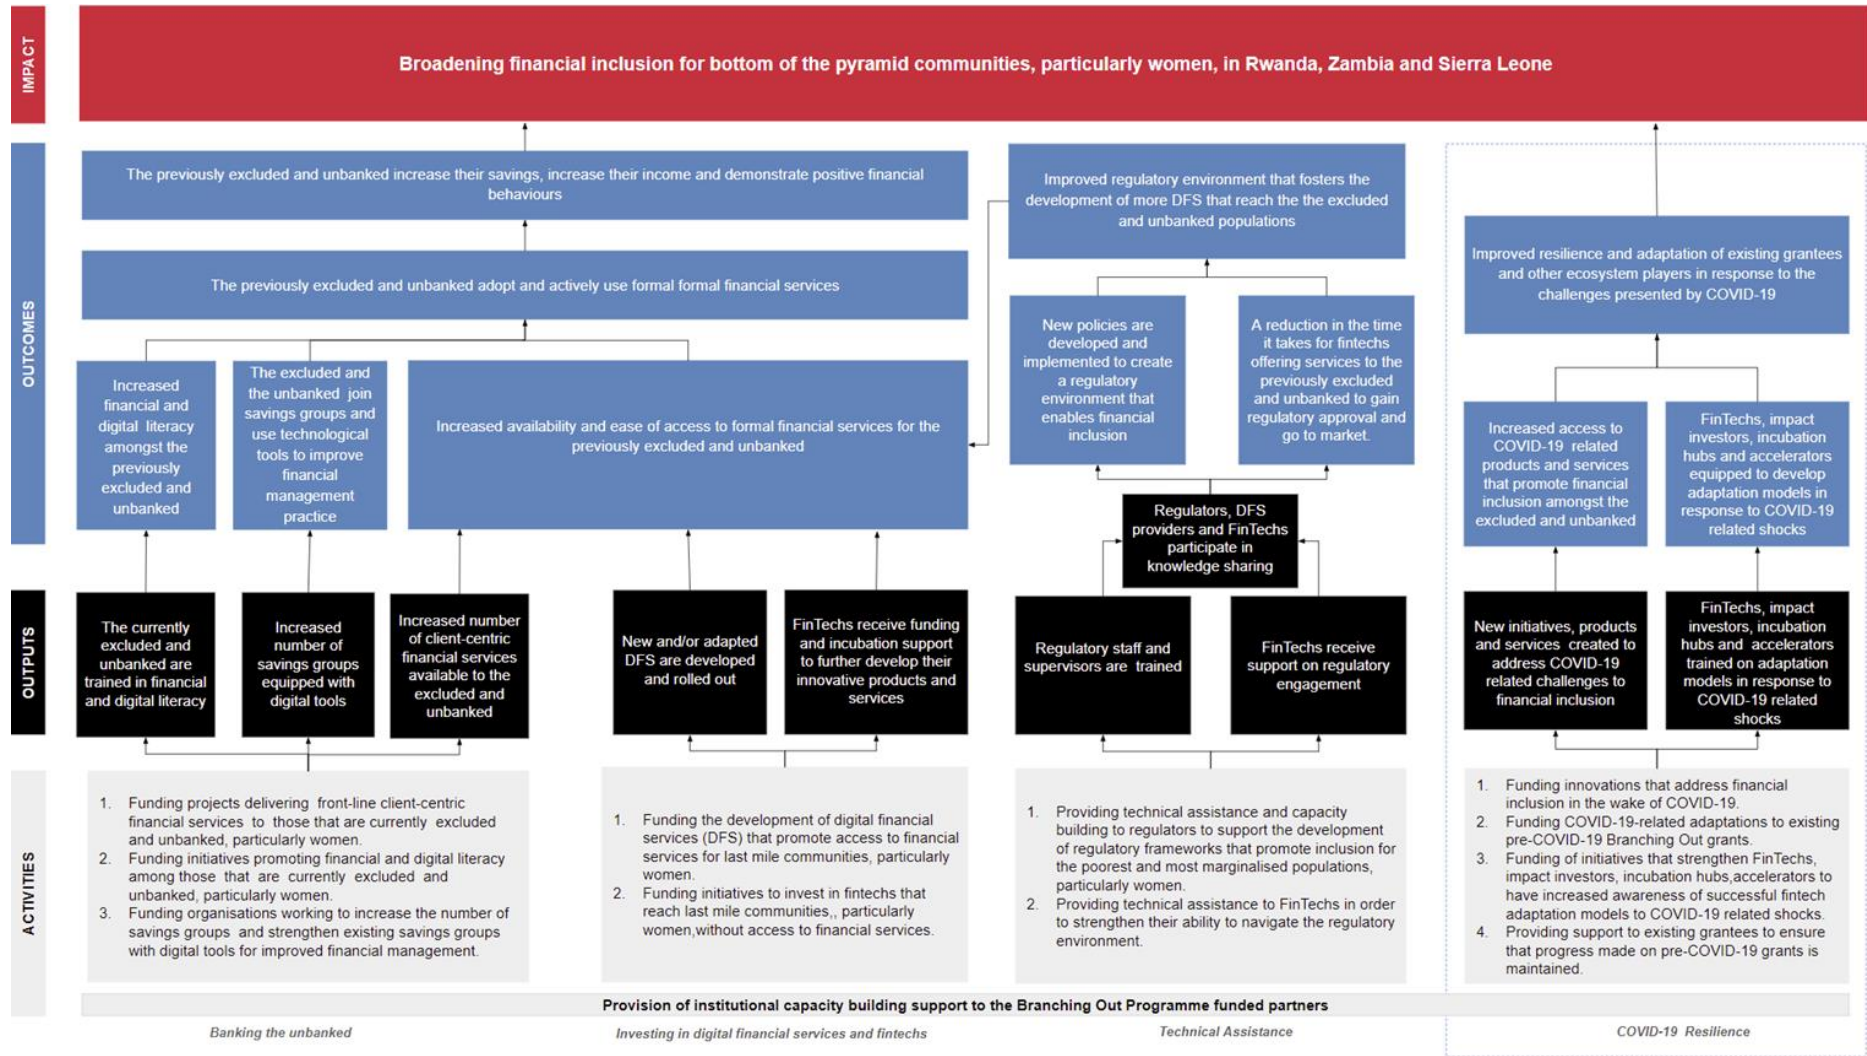 IMPACT
Broadening financial inclusion for bottom of the pyramid communities, particularly women, in Rwanda, Zambia and Sierra Leone
OUTCOMES
The previously excluded and unbanked increase their savings, increase their income and demonstrate positive financial
behaviours
The previously excluded and unbanked adopt and actively use formal formal financial services
Increased
financial and
digital literacy
amongst the
previously
excluded and
unbanked
The excluded and
the unbanked join
savings groups and
use technological
tools to improve
financial
management
practice
Increased availability and ease of access to formal financial services for the
previously excluded and unbanked
Improved regulatory environment that fosters the
development of more DFS that reach the the excluded
and unbanked populations
New policies are
developed and
implemented to create
a regulatory
environment that
enables financial
inclusion
A reduction in the time
it takes for fintechs
offering services to the
previously excluded
and unbanked to gain
regulatory approval and
go to market.
Improved resilience and adaptation of existing grantees
and other ecosystem players in response to the
challenges presented by COVID-19
Increased access to
COVID-19 related
products and services
that promote financial
inclusion amongst the
excluded and unbanked
FinTechs, impact
investors, incubation
hubs and accelerators
equipped to develop
adaptation models in
response to COVID-19
related shocks
OUTPUTS
The currently
excluded and
unbanked are
trained in financial
and digital literacy
Increased
number of
savings groups
equipped with
digital tools
Increased number
of client-centric
financial services
available to the
excluded and
unbanked
New and/or adapted
DFS are developed
and rolled out
FinTechs receive funding
and incubation support
to further develop their
innovative products and
services
Regulators, DFS
providers and FinTechs
participate in
knowledge sharing
Regulatory staff and
supervisors are trained
FinTechs receive
support on regulatory
engagement
New initiatives, products
and services created to
address COVID-19
related challenges to
financial inclusion
FinTechs, impact
investors, incubation
hubs and accelerators
trained on adaptation
models in response to
COVID-19 related
shocks
ACTIVITIES
1. Funding projects delivering front-line client-centric
financial services to those that are currently excluded
and unbanked, particularly women.
2. Funding initiatives promoting financial and digital literacy
among those that are currently excluded and
unbanked, particularly women.
3. Funding organisations working to increase the number of
savings groups and strengthen existing savings groups
with digital tools for improved financial management.
1. Funding the development of digital financial
services (DFS) that promote access to financial
services for last mile communities, particularly
women.
2. Funding initiatives to invest in fintechs that
reach last mile communities,, particularly
women,without access to financial services.
1. Providing technical assistance and capacity
building to regulators to support the development
of regulatory frameworks that promote inclusion for
the poorest and most marginalised populations,
particularly women.
2. Providing technical assistance to FinTechs in order
to strengthen their ability to navigate the regulatory
environment.
1. Funding innovations that address financial
inclusion in the wake of COVID-19.
2. Funding COVID-19-related adaptations to existing
pre-COVID-19 Branching Out grants.
3. Funding of initiatives that strengthen FinTechs,
impact investors, incubation hubs,accelerators to
have increased awareness of successful fintech
adaptation models to COVID-19 related shocks.
4. Providing support to existing grantees to ensure
that progress made on pre-COVID-19 grants is
maintained.
Provision of institutional capacity building support to the Branching Out Programme funded partners
Banking the unbanked
Investing in digital financial services and fintechs
Technical Assistance
COVID-19 Resilience